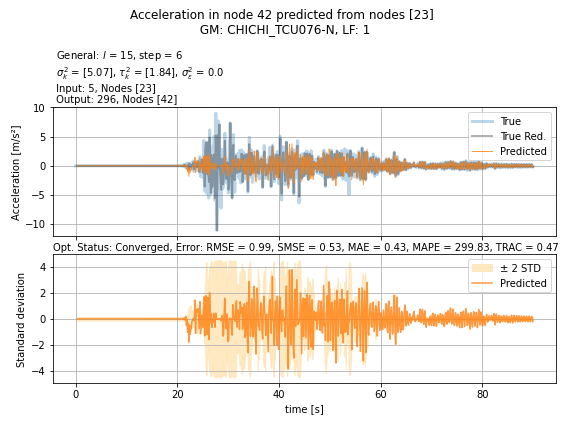 Acceleration in node 42 predicted from nodes [23]
GM: CHICHI_TCU076-N, LF: 1
General: l = 15, step = 6
σ²ₖ = [5.07], τ²ₖ = [1.84], σ²ε = 0.0
Input: 5, Nodes [23]
Output: 296, Nodes [42]
10
5
0
−5
−10
Acceleration [m/s²]
True
True Red.
Predicted
Opt. Status: Converged, Error: RMSE = 0.99, SMSE = 0.53, MAE = 0.43, MAPE = 299.83, TRAC = 0.47
4
2
0
−2
−4
Standard deviation
± 2 STD
Predicted
0 20 40 60 80
time [s]